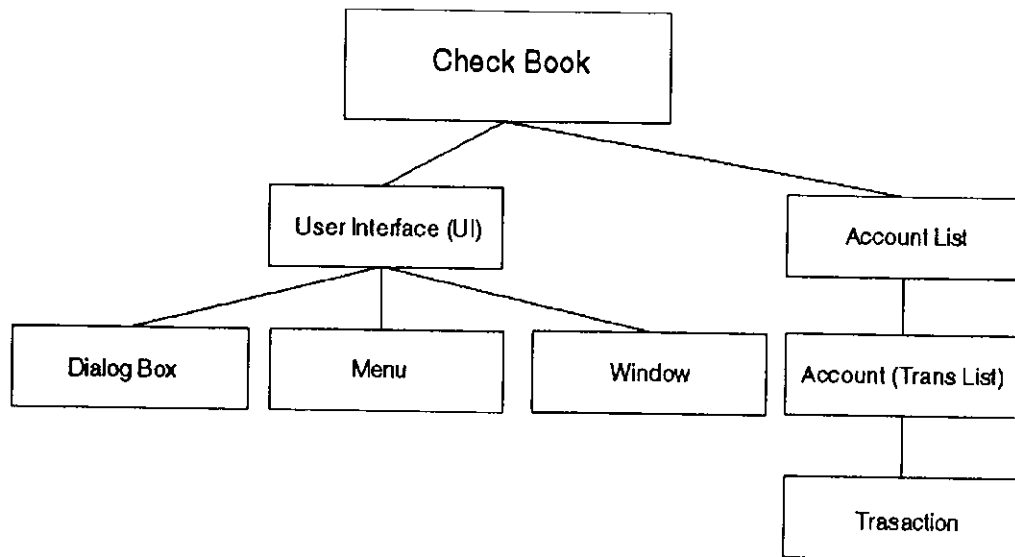 Check Book
User Interface (UI)
Account List
Dialog Box
Menu
Window
Account (Trans List)
Trasaction